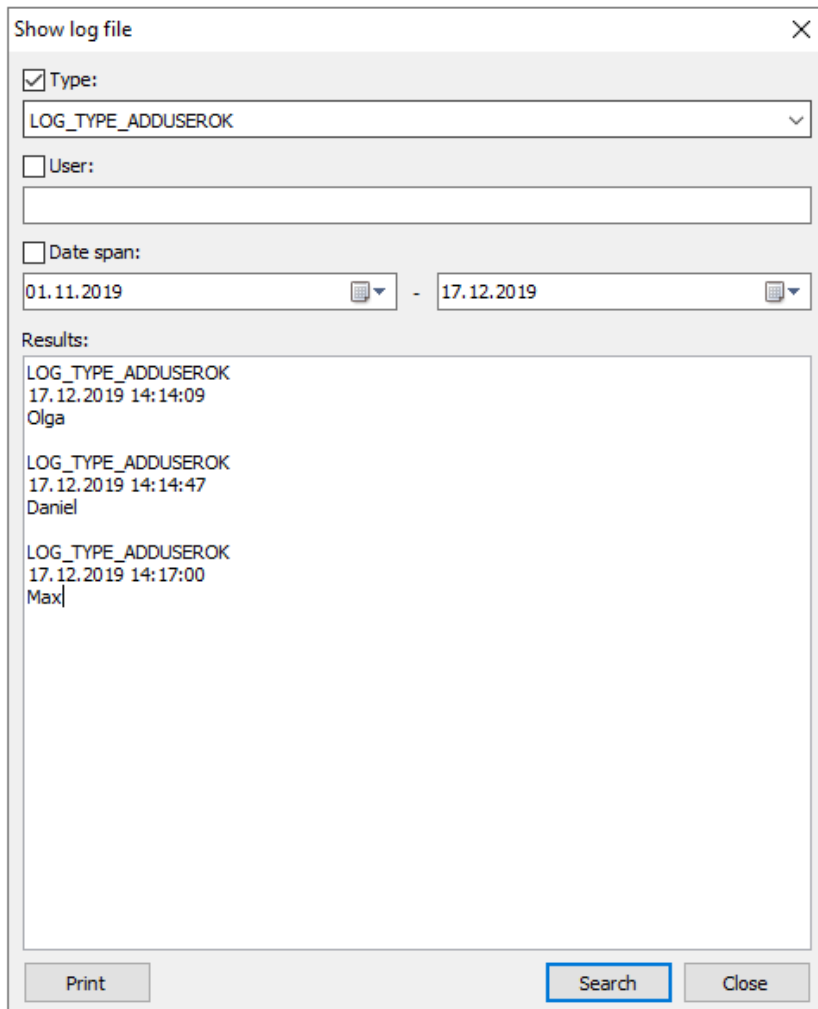 Show log file
Type:
LOG_TYPE_ADDUSEROK
User:
Date span:
01.11.2019 - 17.12.2019
Results:
LOG_TYPE_ADDUSEROK
17.12.2019 14:14:09
Olga
LOG_TYPE_ADDUSEROK
17.12.2019 14:14:47
Daniel
LOG_TYPE_ADDUSEROK
17.12.2019 14:17:00
Max
Print Search Close